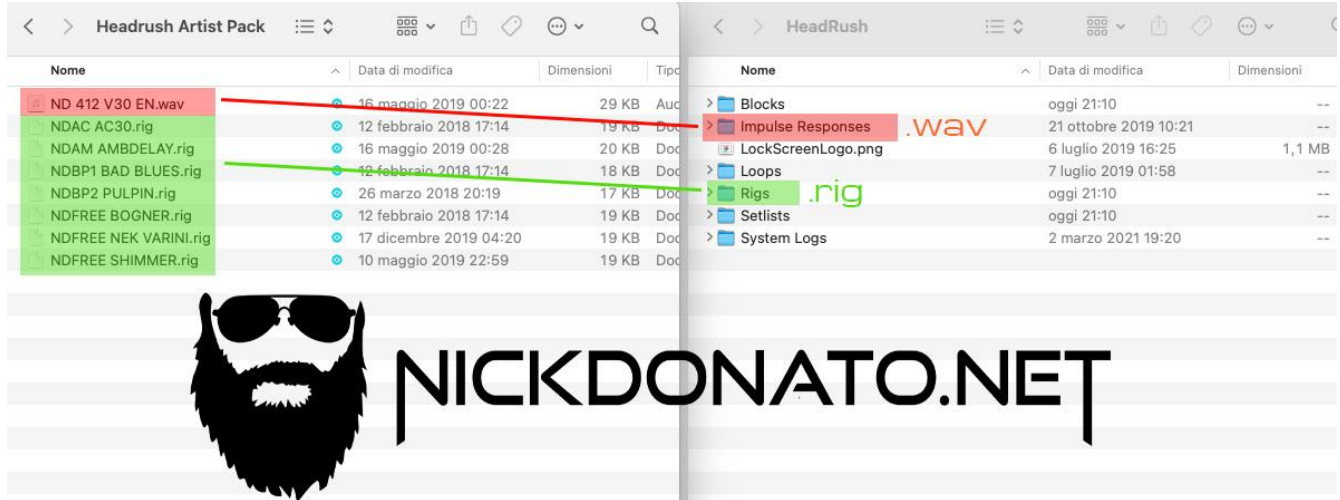 Headrush Artist Pack
Nome Data di modifica Dimensioni Tipo
ND 412 V30 EN.wav 16 maggio 2019 00:22 29 KB Auc
NDAC AC30.rig 12 febbraio 2018 17:14 19 KB Doc
NDAM AMBDELAY.rig 16 maggio 2019 00:28 20 KB Doc
NDBP1 BAD BLUES.rig 12 febbraio 2018 17:14 18 KB Doc
NDBP2 PULPIN.rig 26 marzo 2018 20:19 17 KB Doc
NDFREE BOGNER.rig 12 febbraio 2018 17:14 19 KB Doc
NDFREE NEK VARINI.rig 17 dicembre 2019 04:20 19 KB Doc
NDFREE SHIMMER.rig 10 maggio 2019 22:59 19 KB Doc
HeadRush
Nome Data di modifica Dimensioni
Blocks oggi 21:10 --
Impulse Responses .wav 21 ottobre 2019 10:21 --
LockScreenLogo.png 6 luglio 2019 16:25 1,1 MB
Loops 7 luglio 2019 01:58 --
Rigs .rig oggi 21:10 --
Setlists oggi 21:10 --
System Logs 2 marzo 2021 19:20 --
NICKDONATO.NET